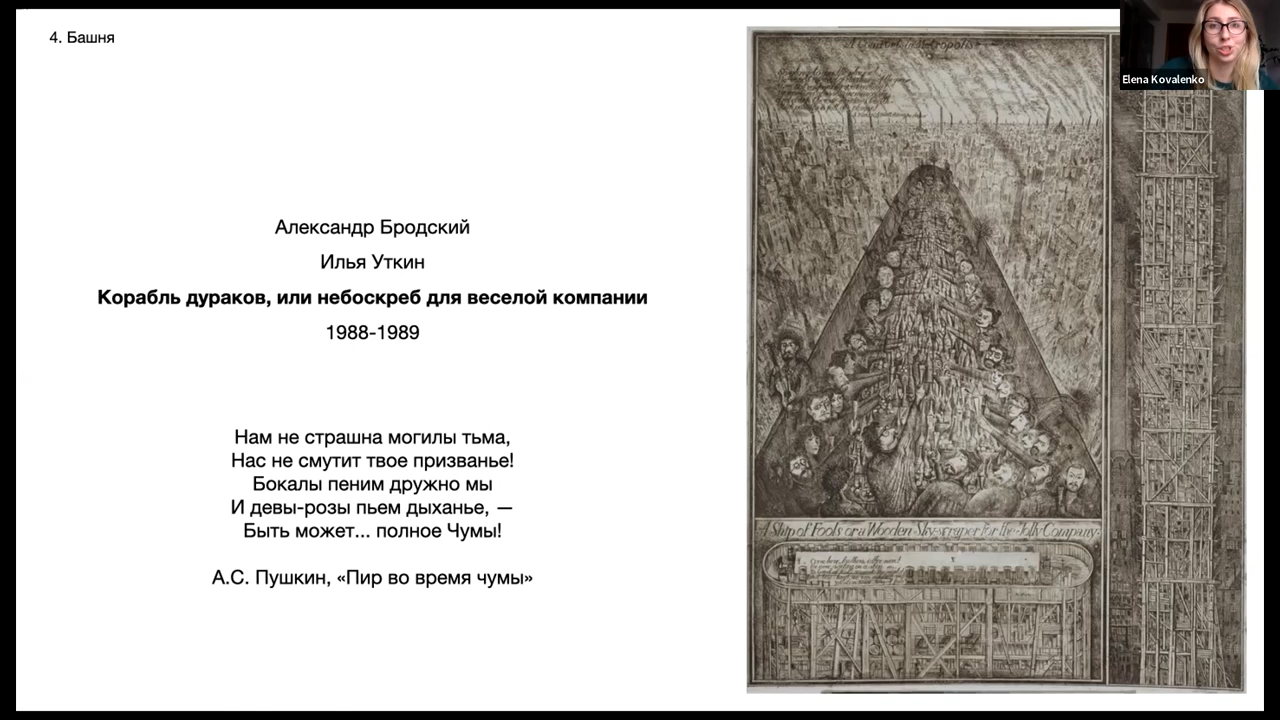 4. Башня
Elena Kovalenko
Александр Бродский
Илья Уткин
Корабль дураков, или небоскреб для веселой компании
1988-1989
Нам не страшна могилы тьма,
Нас не смутит твое призванье!
Бокалы пеним дружно мы
И девы-розы пьем дыханье, —
Быть может... полное Чумы!
А.С. Пушкин, «Пир во время чумы»
A Ship of Fools or a Wooden Skyscraper For the Jolly Company